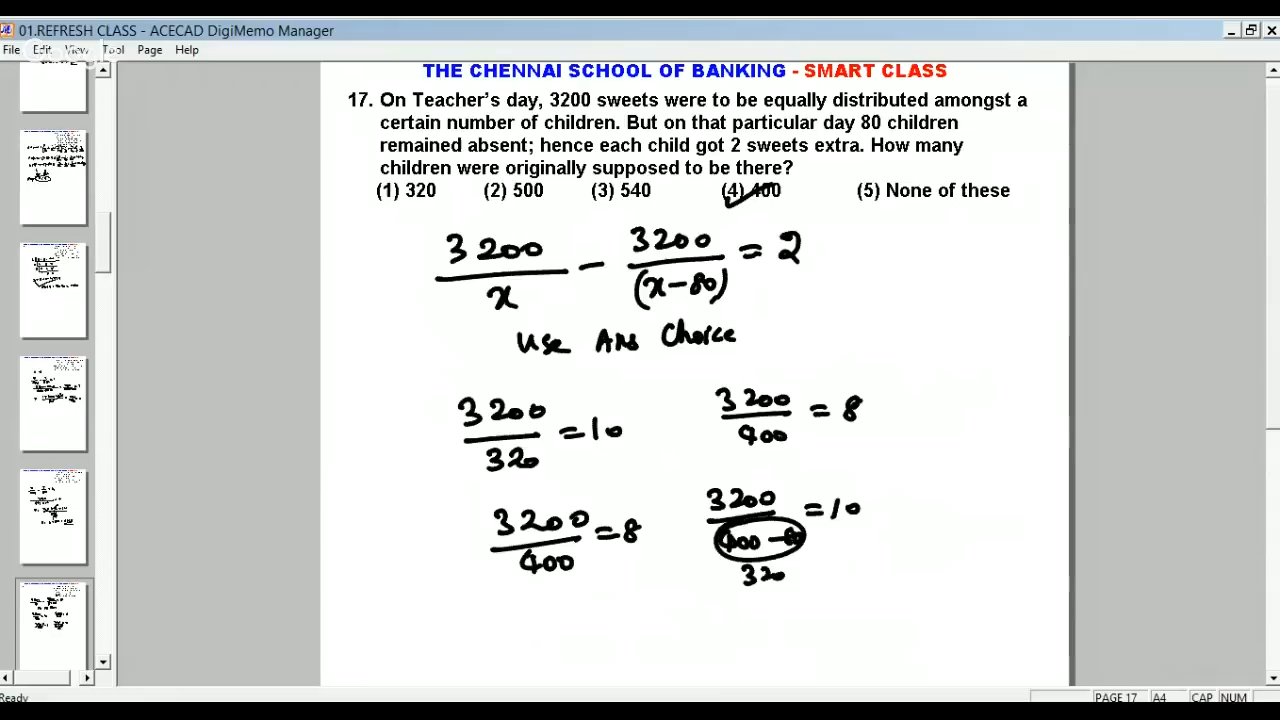 01.REFRESH CLASS - ACECAD DigiMemo Manager
File Edit View Tool Page Help
Google
THE CHENNAI SCHOOL OF BANKING - SMART CLASS
17. On Teacher's day, 3200 sweets were to be equally distributed amongst a
certain number of children. But on that particular day 80 children
remained absent; hence each child got 2 sweets extra. How many
children were originally supposed to be there?
(1) 320 (2) 500 (3) 540 (4) 400 (5) None of these
3200/x - 3200/(x-80) = 2
Use Ans Choice
3200/320 = 10 3200/400 = 8
3200/400 = 8 3200/(400-80) = 10
320
Ready PAGE 17 A4 CAP NUM